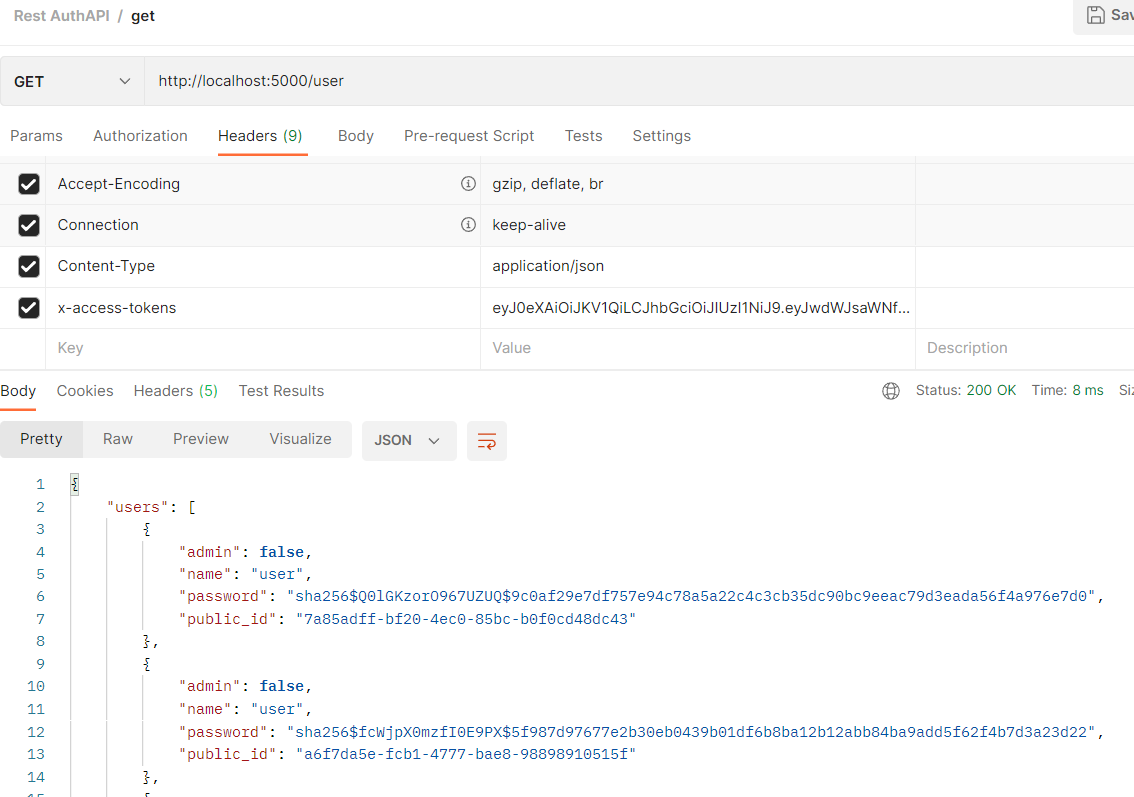 Rest AuthAPI / get
Sav
GET http://localhost:5000/user
Params Authorization Headers (9) Body Pre-request Script Tests Settings
Accept-Encoding gzip, deflate, br
Connection keep-alive
Content-Type application/json
x-access-tokens eyJ0eXAiOiJKV1QiLCJhbGciOiJIUzI1NiJ9.eyJwdWJsaWNf...
Key Value Description
Body Cookies Headers (5) Test Results Status: 200 OK Time: 8 ms Siz
Pretty Raw Preview Visualize JSON
1 {
2 "users": [
3 {
4 "admin": false,
5 "name": "user",
6 "password": "sha256$Q0lGKzorO967UZUQ$9c0af29e7df757e94c78a5a22c4c3cb35dc90bc9eeac79d3eada56f4a976e7d0",
7 "public_id": "7a85adff-bf20-4ec0-85bc-b0f0cd48dc43"
8 },
9 {
10 "admin": false,
11 "name": "user",
12 "password": "sha256$fcWjpX0mzfI0E9PX$5f987d97677e2b30eb0439b01df6b8ba12b12abb84ba9add5f62f4b7d3a23d22",
13 "public_id": "a6f7da5e-fcb1-4777-bae8-98898910515f"
14 },